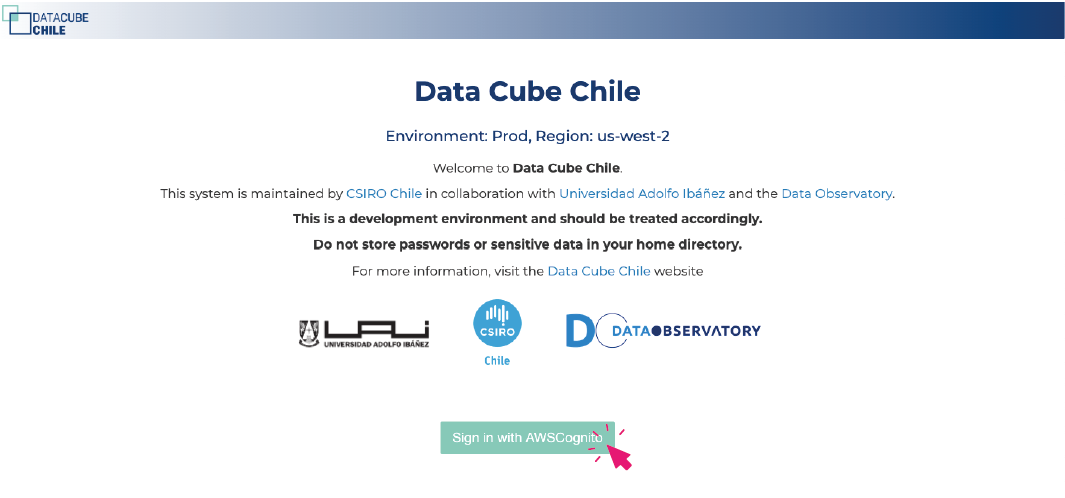 DATACUBE
CHILE
Data Cube Chile
Environment: Prod, Region: us-west-2
Welcome to Data Cube Chile.
This system is maintained by CSIRO Chile in collaboration with Universidad Adolfo Ibáñez and the Data Observatory.
This is a development environment and should be treated accordingly.
Do not store passwords or sensitive data in your home directory.
For more information, visit the Data Cube Chile website
UAI
UNIVERSIDAD ADOLFO IBÁÑEZ
CSIRO
Chile
DO DATAOBSERVATORY
Sign in with AWSCognito